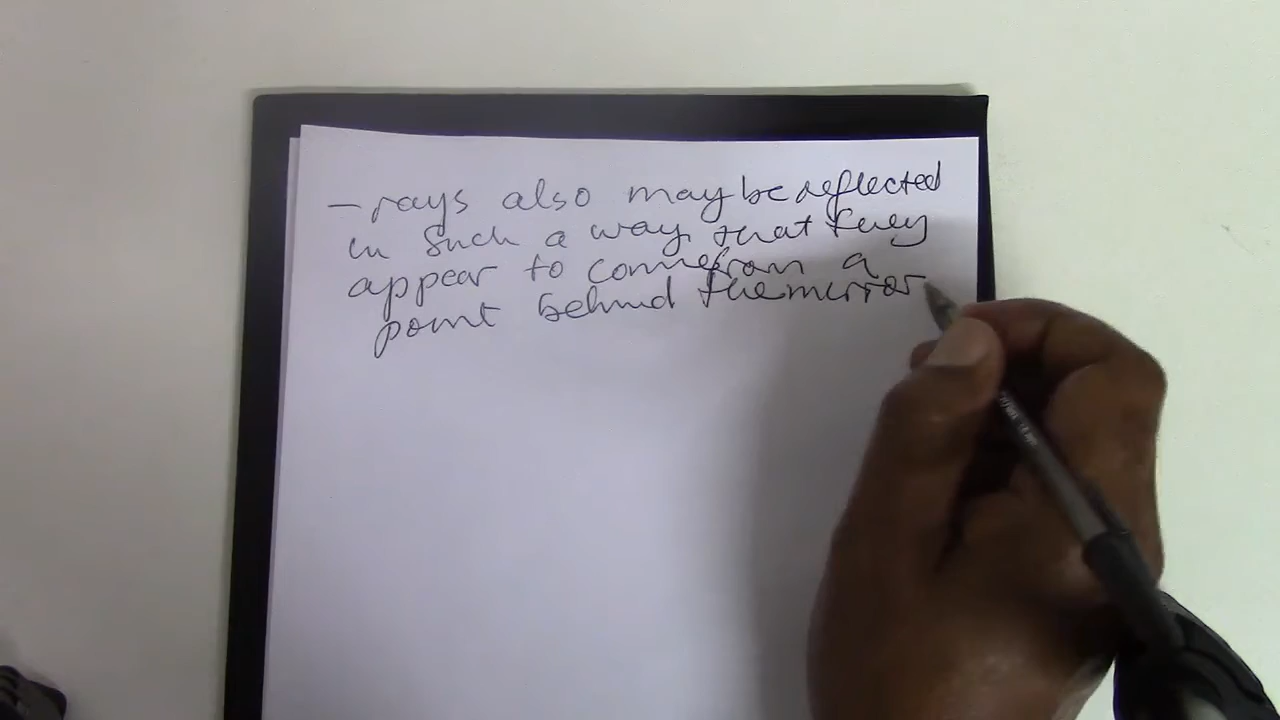 - rays also may be reflected
in such a way that they
appear to come from a
point behind the mirror